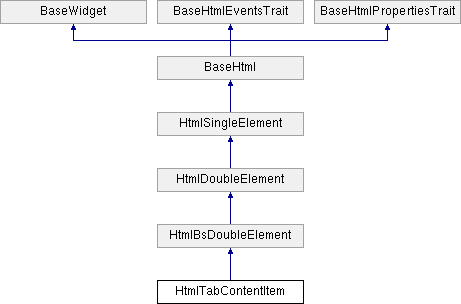 BaseWidget
BaseHtmlEventsTrait
BaseHtmlPropertiesTrait
BaseHtml
HtmlSingleElement
HtmlDoubleElement
HtmlBsDoubleElement
HtmlTabContentItem